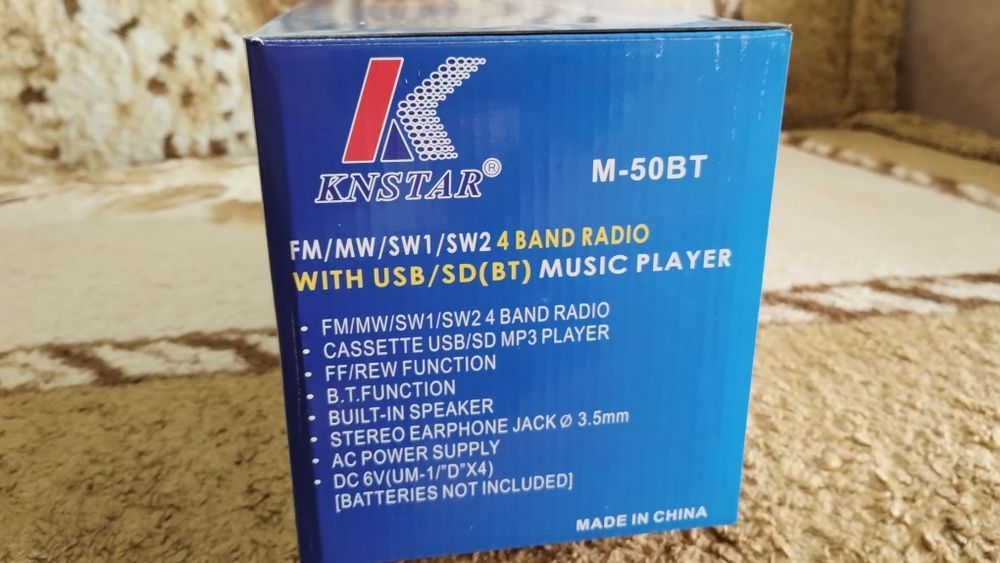 K
KNSTAR®
M-50BT
FM/MW/SW1/SW2 4 BAND RADIO
WITH USB/SD(BT) MUSIC PLAYER
• FM/MW/SW1/SW2 4 BAND RADIO
• CASSETTE USB/SD MP3 PLAYER
• FF/REW FUNCTION
• B.T.FUNCTION
• BUILT-IN SPEAKER
• STEREO EARPHONE JACK Ø 3.5mm
• AC POWER SUPPLY
• DC 6V(UM-1/"D"X4)
[BATTERIES NOT INCLUDED]
MADE IN CHINA